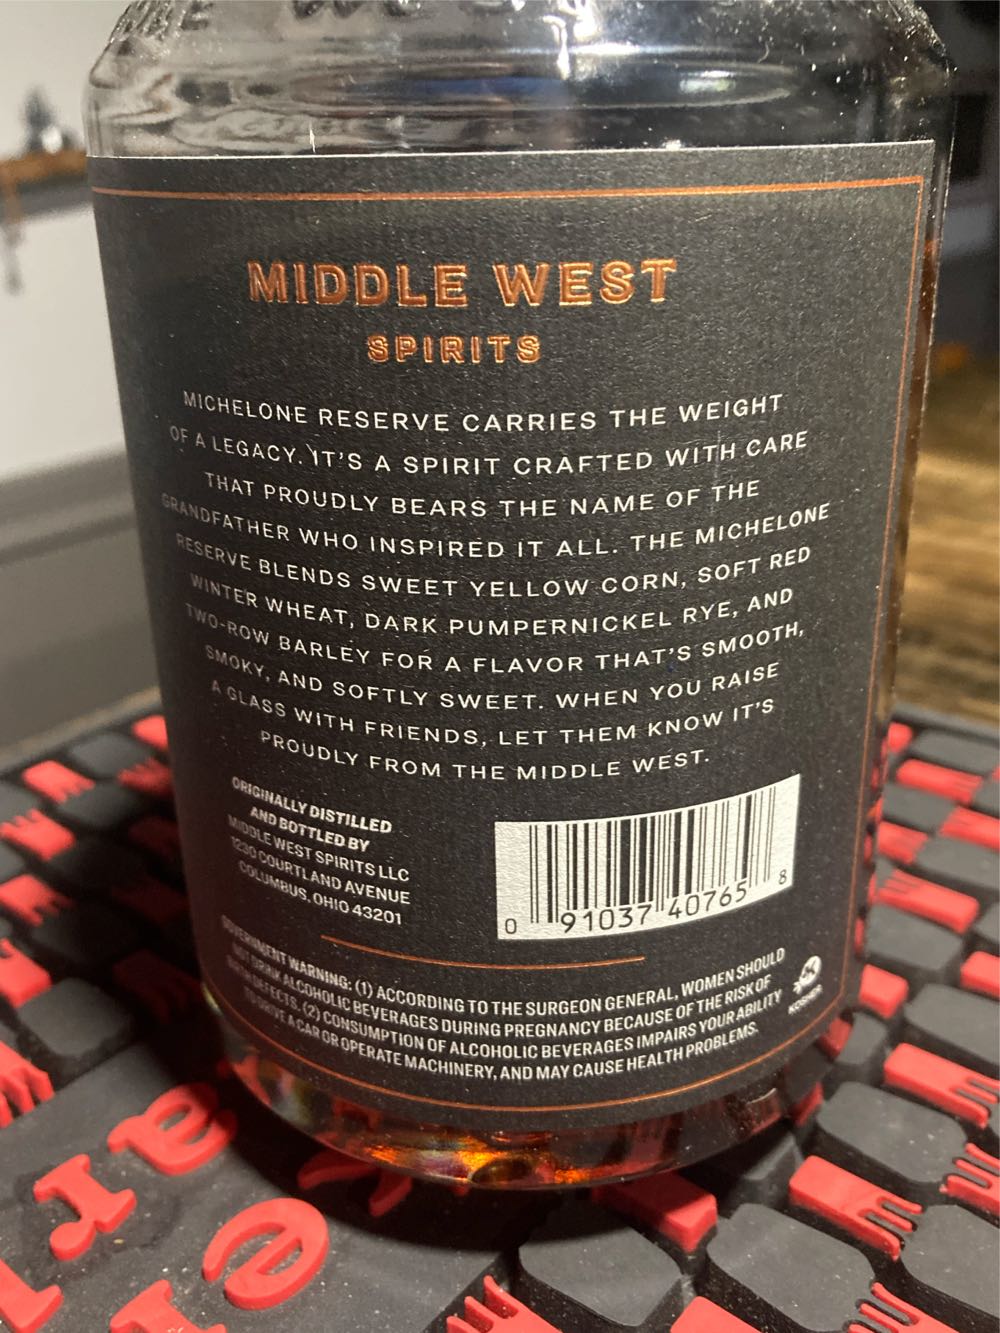 MIDDLE WEST
SPIRITS
MICHELONE RESERVE CARRIES THE WEIGHT
OF A LEGACY. IT'S A SPIRIT CRAFTED WITH CARE
THAT PROUDLY BEARS THE NAME OF THE
GRANDFATHER WHO INSPIRED IT ALL. THE MICHELONE
RESERVE BLENDS SWEET YELLOW CORN, SOFT RED
WINTER WHEAT, DARK PUMPERNICKEL RYE, AND
TWO-ROW BARLEY FOR A FLAVOR THAT'S SMOOTH,
SMOKY, AND SOFTLY SWEET. WHEN YOU RAISE
A GLASS WITH FRIENDS, LET THEM KNOW IT'S
PROUDLY FROM THE MIDDLE WEST.
ORIGINALLY DISTILLED
AND BOTTLED BY
MIDDLE WEST SPIRITS LLC
1230 COURTLAND AVENUE
COLUMBUS, OHIO 43201
0 91037 40765 8
GOVERNMENT WARNING: (1) ACCORDING TO THE SURGEON GENERAL, WOMEN SHOULD
NOT DRINK ALCOHOLIC BEVERAGES DURING PREGNANCY BECAUSE OF THE RISK OF
BIRTH DEFECTS. (2) CONSUMPTION OF ALCOHOLIC BEVERAGES IMPAIRS YOUR ABILITY
TO DRIVE A CAR OR OPERATE MACHINERY, AND MAY CAUSE HEALTH PROBLEMS.
KOSHER